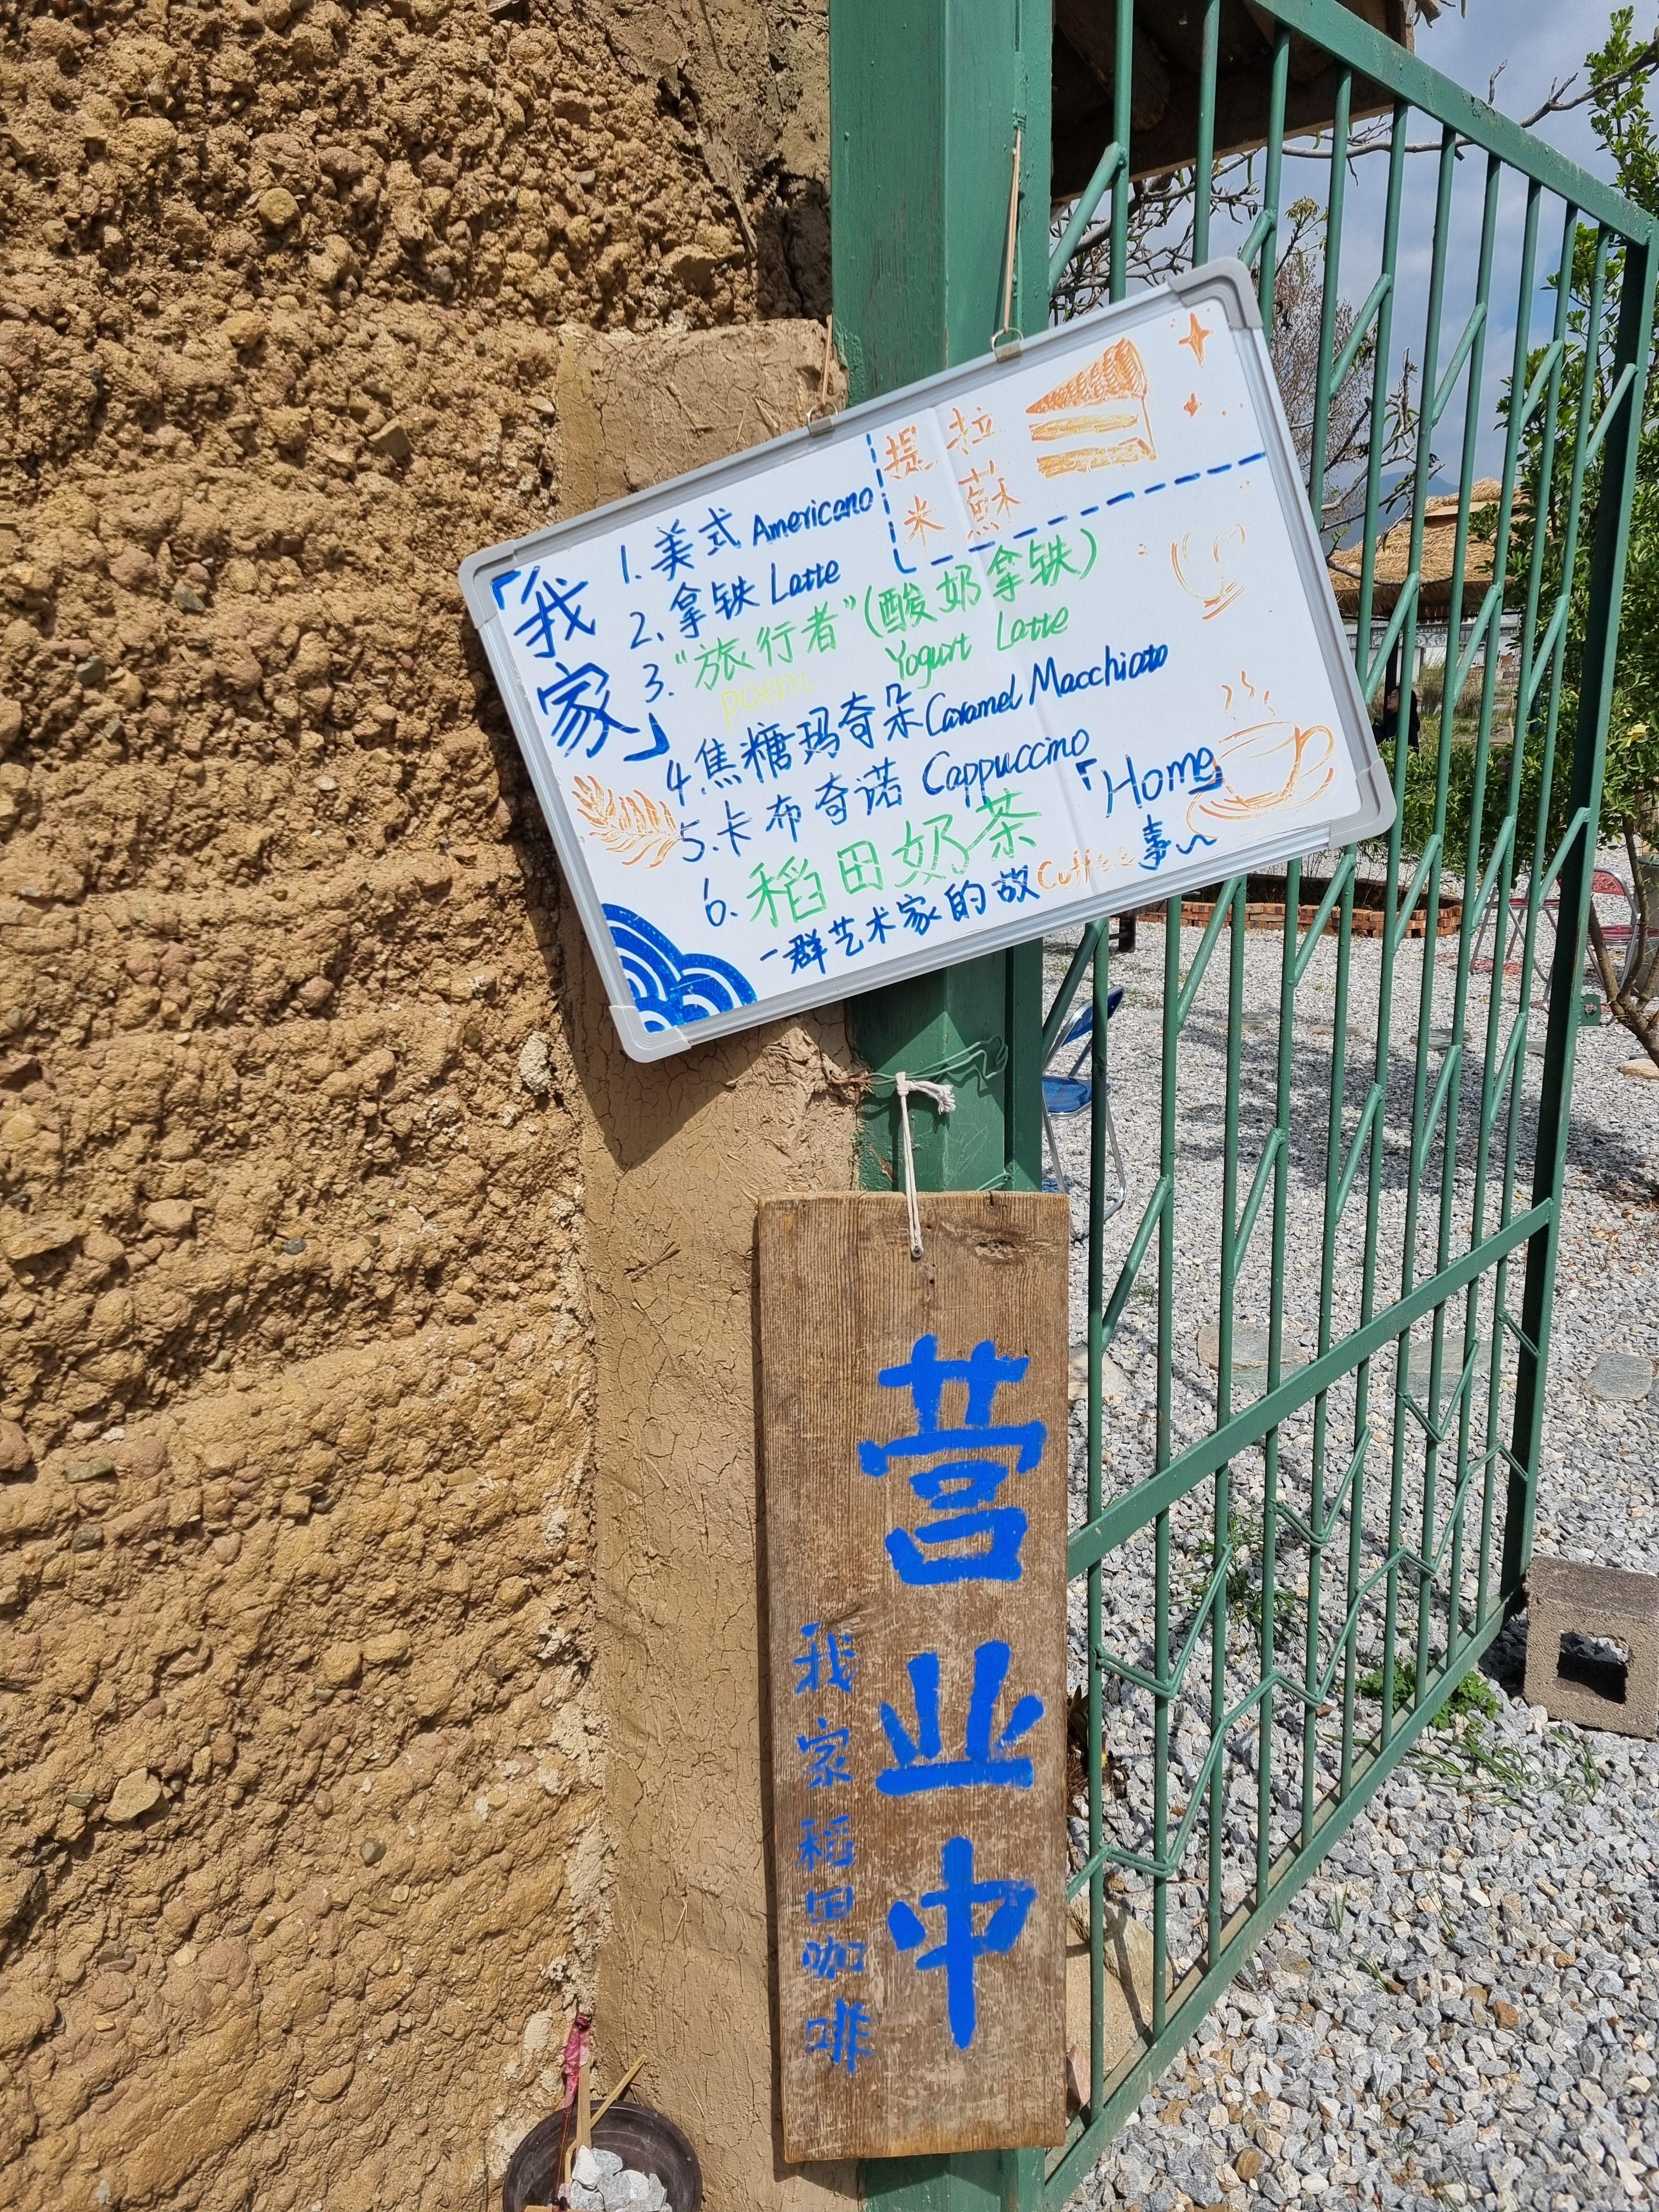 「我家」
1. 美式 Americano
2. 拿铁 Latte
3. “旅行者”(酸奶拿铁)
poem Yogurt Latte
4. 焦糖玛奇朵 Caramel Macchiato
5. 卡布奇诺 Cappuccino
6. 稻田奶茶
「Home」
一群艺术家的故事~
Coffee
提拉
米蘇
营业中
我家稻田咖啡